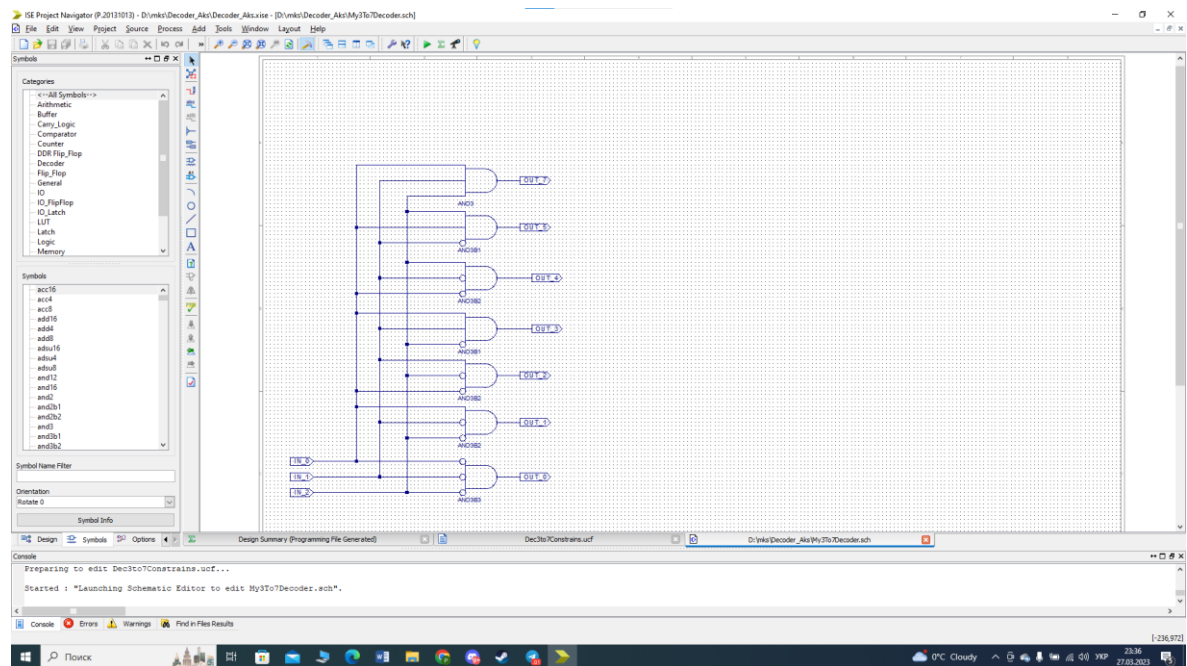 ISE Project Navigator (P.20131013) - D:\mks\Decoder_Aks\Decoder_Aks.xise - [D:\mks\Decoder_Aks\My3To7Decoder.sch]
File Edit View Project Source Process Add Tools Window Layout Help
Symbols
Categories
<--All Symbols-->
Arithmetic
Buffer
Carry_Logic
Comparator
Counter
DDR Flip_Flop
Decoder
Flip_Flop
General
IO
IO_FlipFlop
IO_Latch
LUT
Latch
Logic
Memory
Symbols
acc16
acc4
acc8
add16
add4
add8
adsu16
adsu4
adsu8
and12
and16
and2
and2b1
and2b2
and3
and3b1
and3b2
Symbol Name Filter
Orientation
Rotate 0
Symbol Info
OUT_7
AND3
OUT_5
AND3B1
OUT_4
AND3B2
OUT_3
AND3B1
OUT_2
AND3B2
OUT_1
AND3B2
IN_0
IN_1
OUT_0
IN_2
AND3B3
Design Symbols Options
Design Summary (Programming File Generated)
Dec3to7Constrains.ucf
D:\mks\Decoder_Aks\My3To7Decoder.sch
Console
Preparing to edit Dec3to7Constrains.ucf...
Started : "Launching Schematic Editor to edit My3To7Decoder.sch".
Console Errors Warnings Find in Files Results
[-236,972]
Поиск
0°C Cloudy
УКР
23:36
27.03.2023